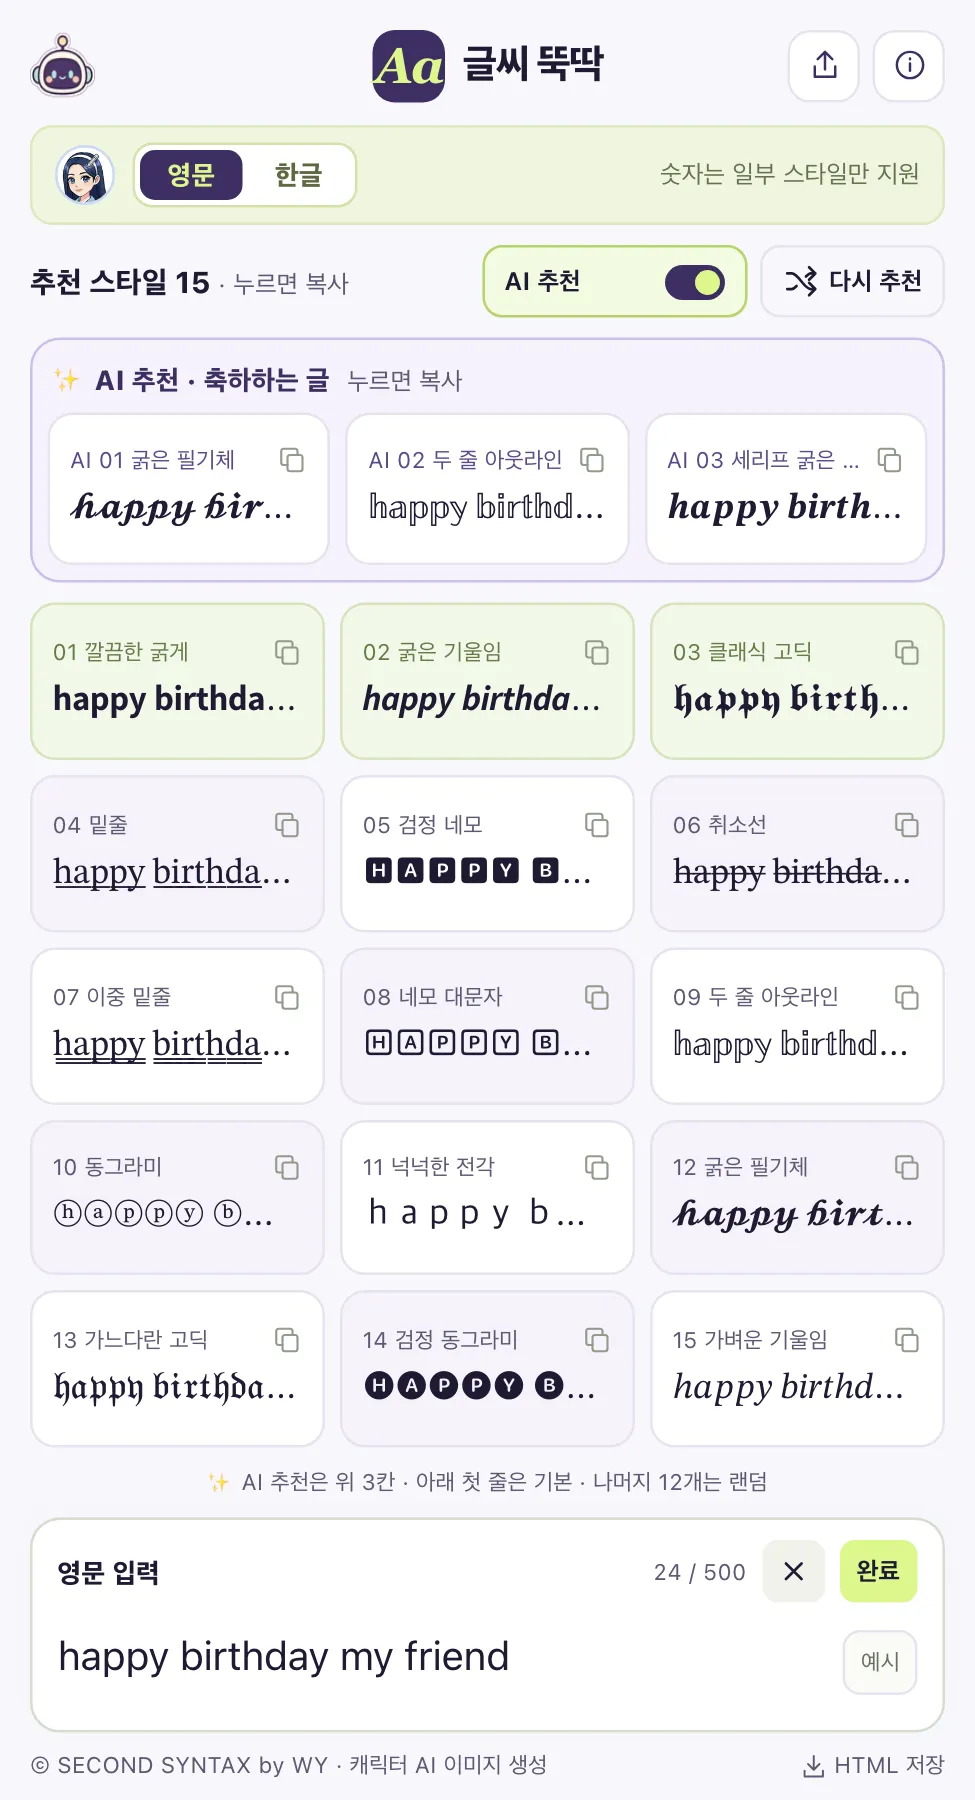 Aa 글씨 뚝딱
영문 한글 숫자는 일부 스타일만 지원
추천 스타일 15 · 누르면 복사 AI 추천 다시 추천
✨ AI 추천 · 축하하는 글 누르면 복사
AI 01 굵은 필기체 AI 02 두 줄 아웃라인 AI 03 세리프 굵은 ...
𝓱𝓪𝓹𝓹𝔂 𝓫𝓲𝓻... 𝕙𝕒𝕡𝕡𝕪 𝕓𝕚𝕣𝕥𝕙𝕕... 𝒉𝒂𝒑𝒑𝒚 𝒃𝒊𝒓𝒕𝒉...
01 깔끔한 굵게 02 굵은 기울임 03 클래식 고딕
𝗵𝗮𝗽𝗽𝘆 𝗯𝗶𝗿𝘁𝗵𝗱𝗮... 𝙝𝙖𝙥𝙥𝙮 𝙗𝙞𝙧𝙩𝙝𝙙𝙖... 𝖍𝖆𝖕𝖕𝖞 𝖇𝖎𝖗𝖙𝖍...
04 밑줄 05 검정 네모 06 취소선
h̲a̲p̲p̲y̲ b̲i̲r̲t̲h̲d̲a̲... 🅷🅰🅿🅿🆈 🅱... h̶a̶p̶p̶y̶ b̶i̶r̶t̶h̶d̶a̶...
07 이중 밑줄 08 네모 대문자 09 두 줄 아웃라인
h̳a̳p̳p̳y̳ b̳i̳r̳t̳h̳d̳a̳... 🄷🄰🄿🄿🅈 🄱... 𝕙𝕒𝕡𝕡𝕪 𝕓𝕚𝕣𝕥𝕙𝕕...
10 동그라미 11 넉넉한 전각 12 굵은 필기체
ⓗⓐⓟⓟⓨ ⓑ... ｈａｐｐｙ ｂ... 𝓱𝓪𝓹𝓹𝔂 𝓫𝓲𝓻𝓽...
13 가느다란 고딕 14 검정 동그라미 15 가벼운 기울임
𝔥𝔞𝔭𝔭𝔶 𝔟𝔦𝔯𝔱𝔥𝔡𝔞... 🅗🅐🅟🅟🅨 🅑... ℎ𝑎𝑝𝑝𝑦 𝑏𝑖𝑟𝑡ℎ𝑑...
✨ AI 추천은 위 3칸 · 아래 첫 줄은 기본 · 나머지 12개는 랜덤
영문 입력 24 / 500 완료
happy birthday my friend 예시
© SECOND SYNTAX by WY · 캐릭터 AI 이미지 생성 HTML 저장